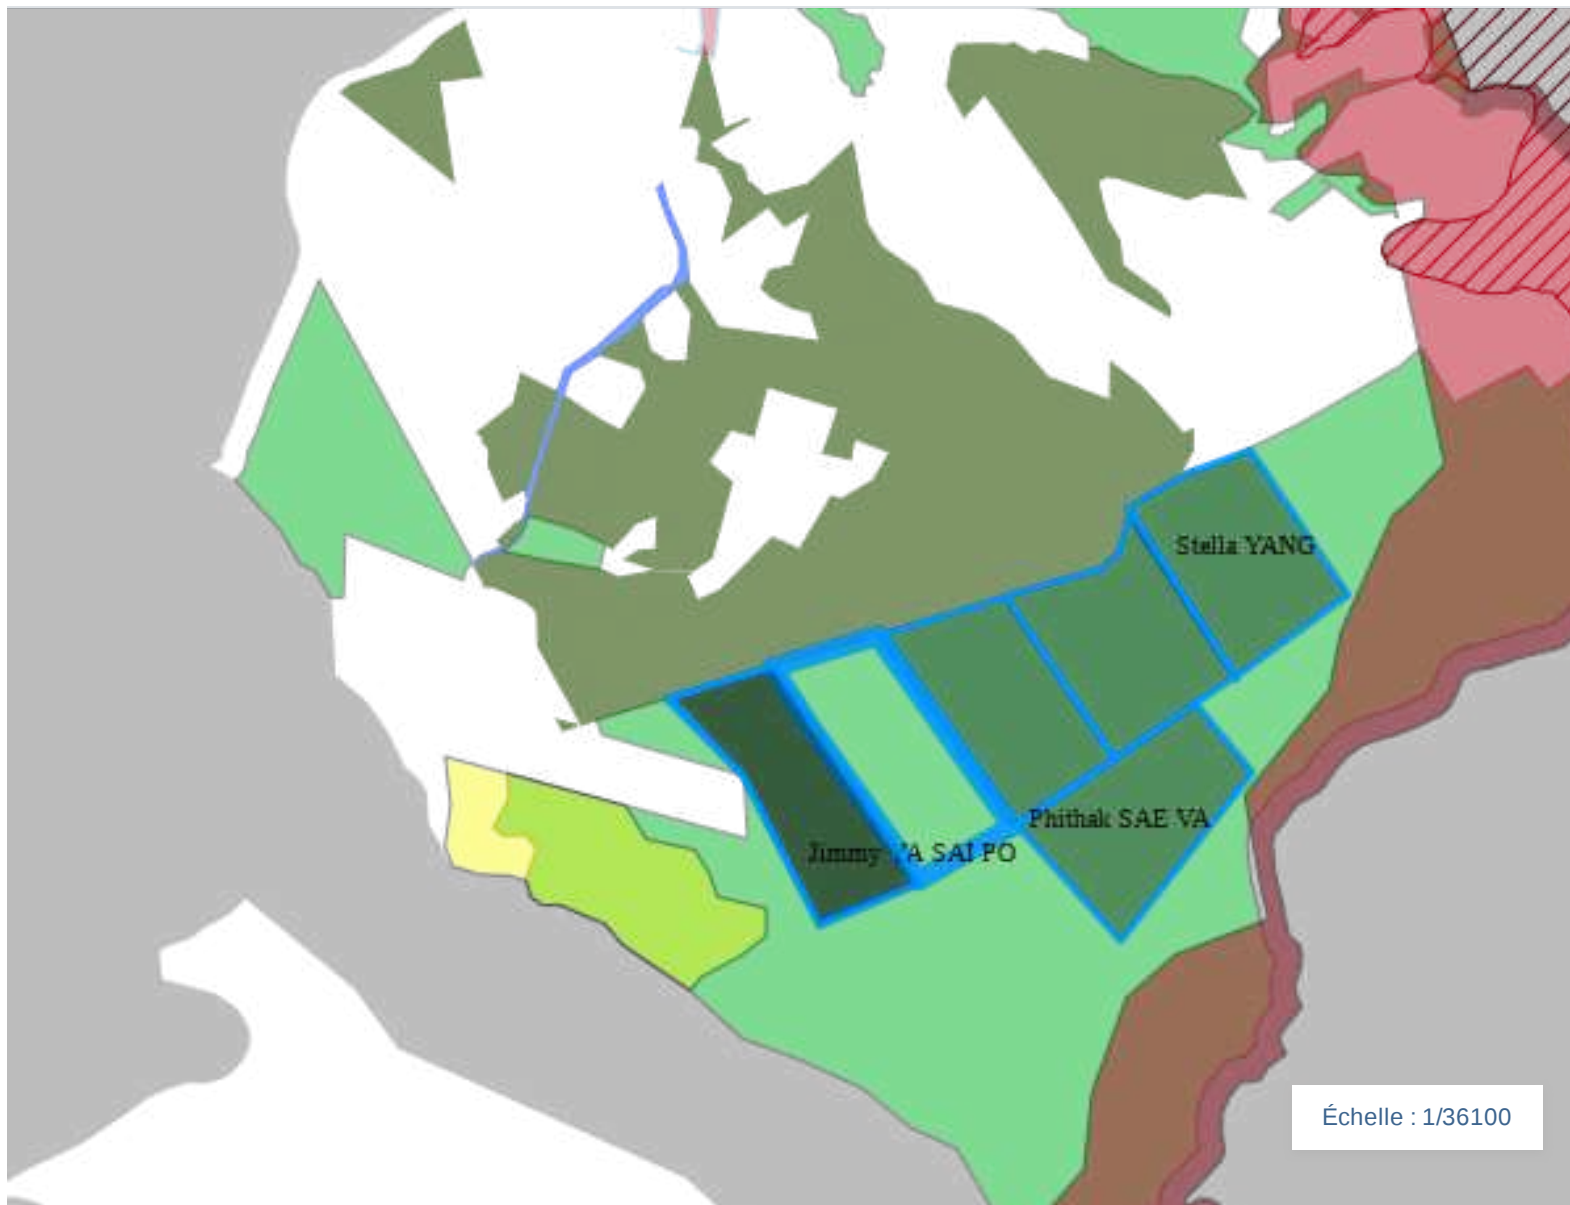 Stella YANG
Phithak SAE VA
Jimmy SAI PO
Échelle : 1/36100